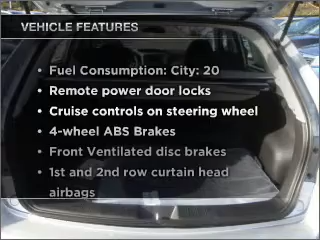 VEHICLE FEATURES
• Fuel Consumption: City: 20
• Remote power door locks
• Cruise controls on steering wheel
• 4-wheel ABS Brakes
• Front Ventilated disc brakes
• 1st and 2nd row curtain head
airbags